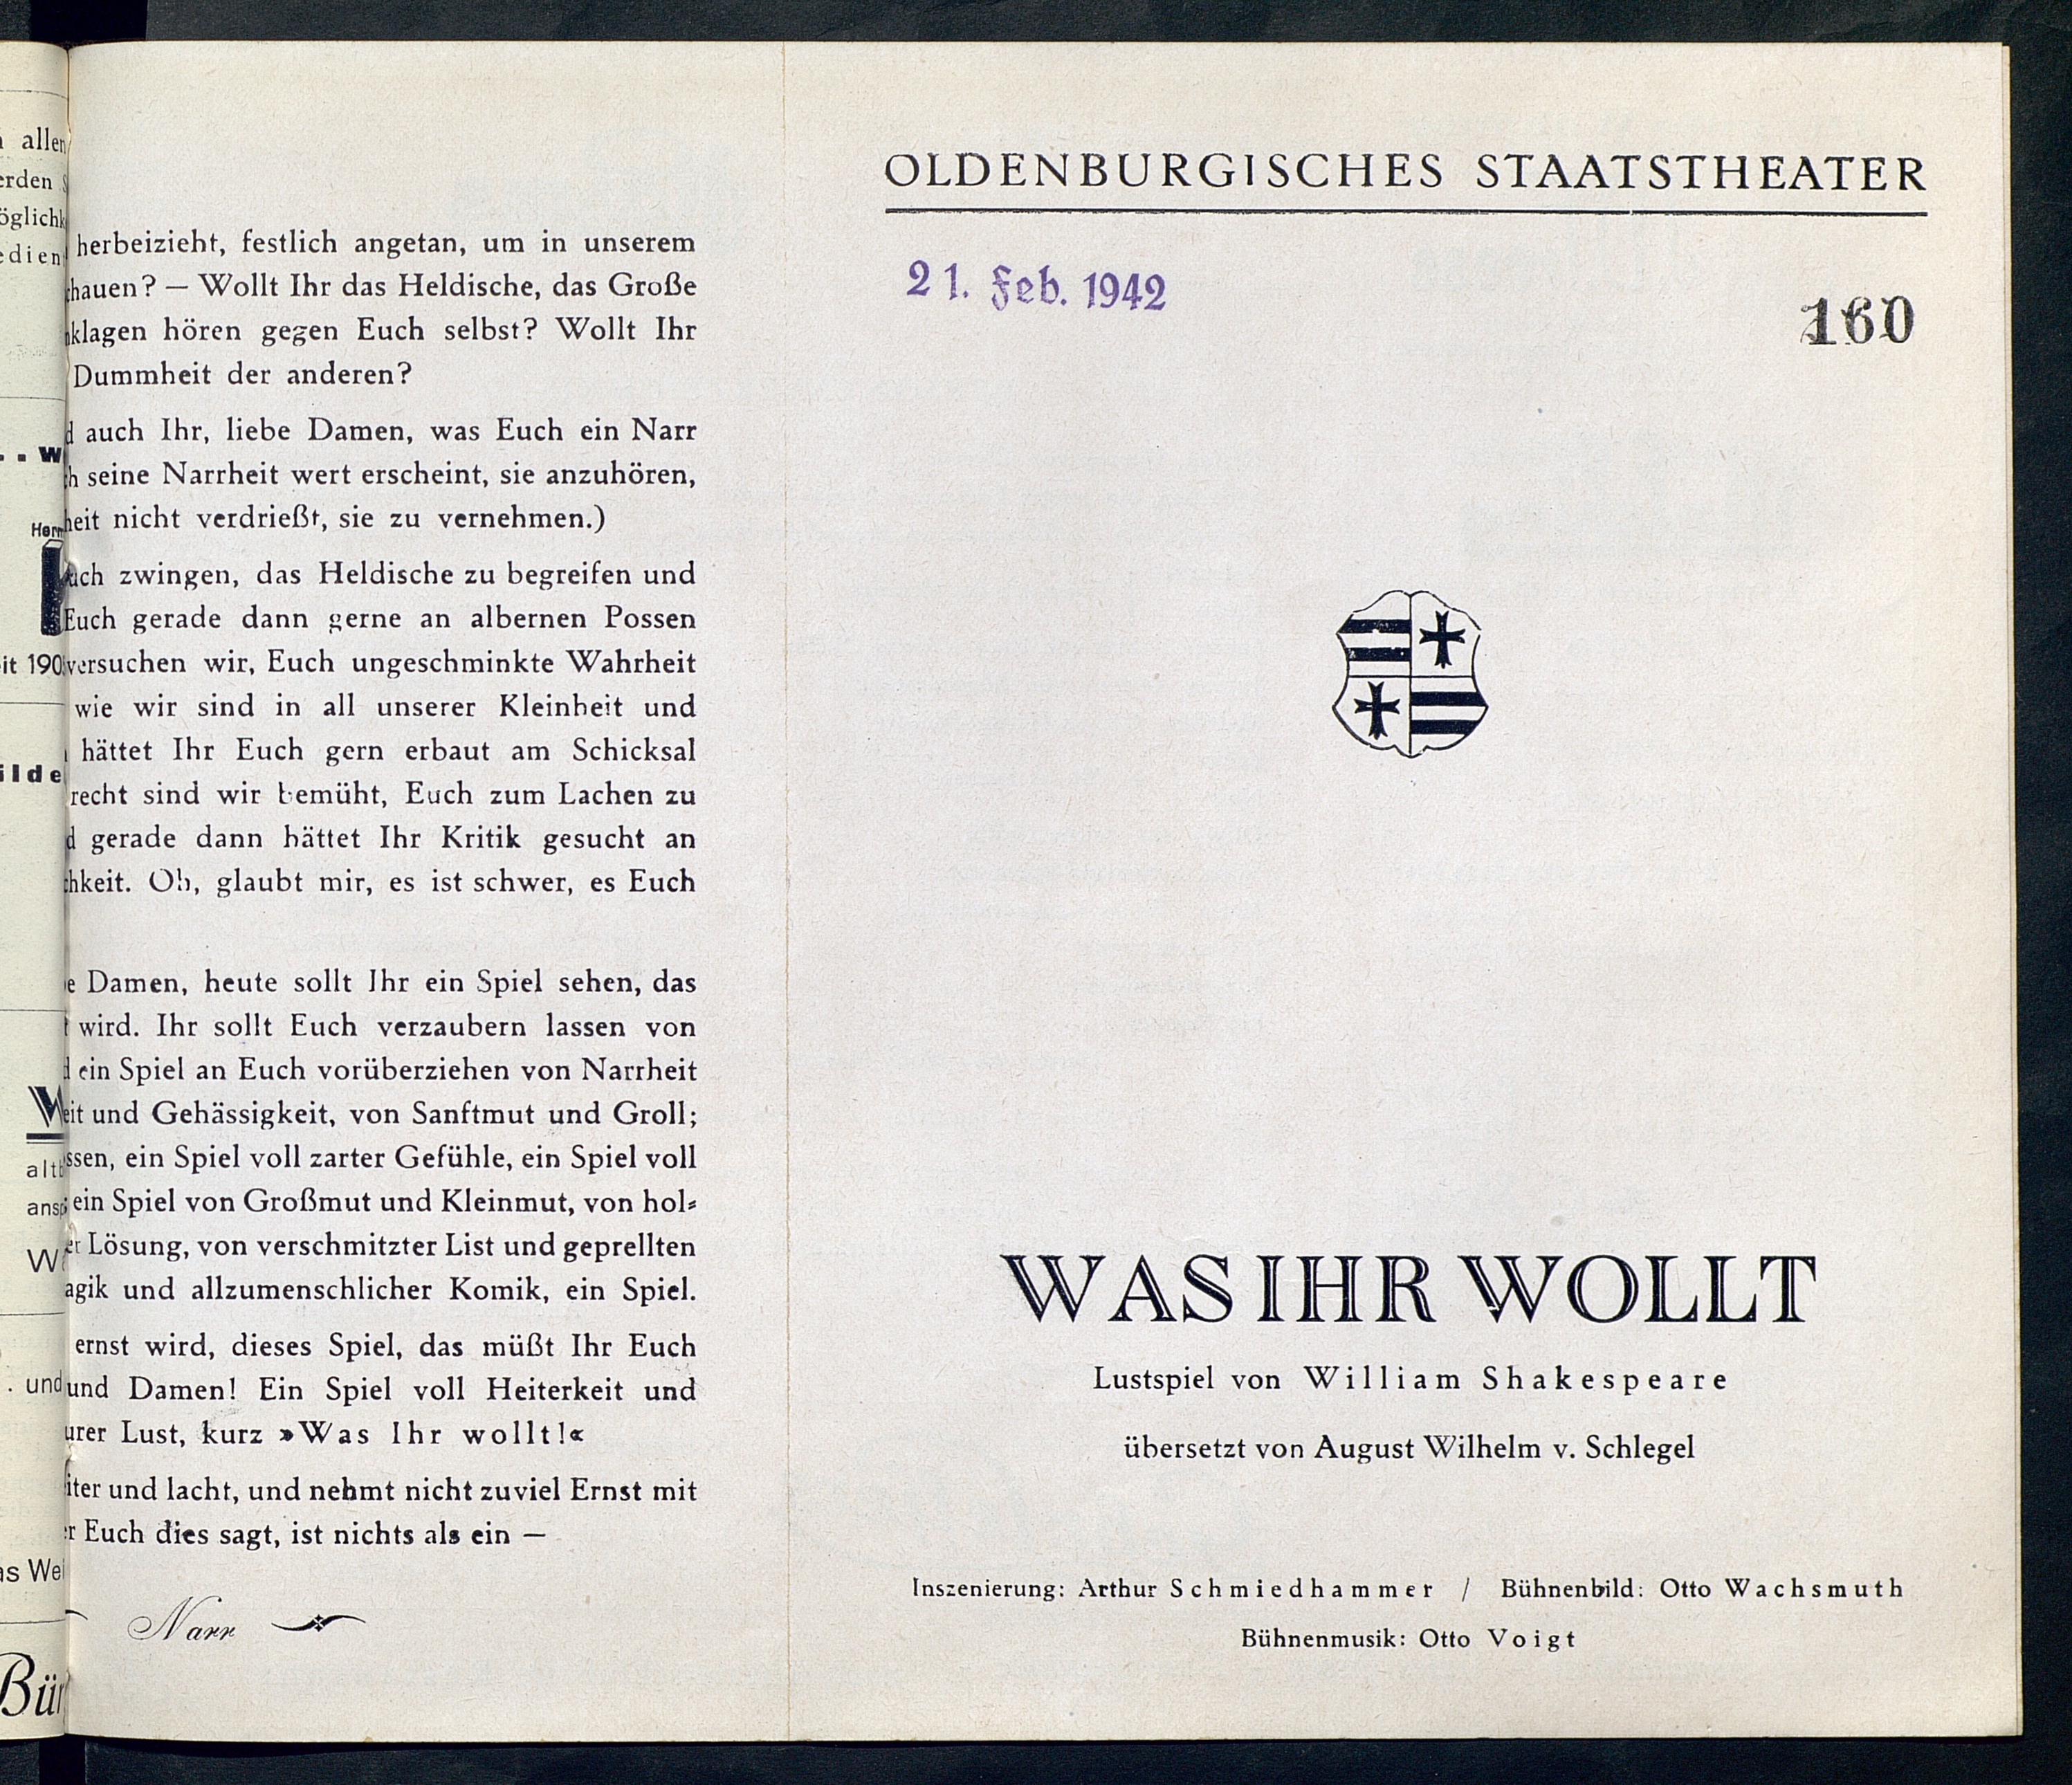 allen
herbeizieht, festlich angetan, um in unserem
chauen? — Wollt Ihr das Heldische, das Große
klagen hören gegen Euch selbst? Wollt Ihr
Dummheit der anderen?
auch Ihr, liebe Damen, was Euch ein Narr
seine Narrheit wert erscheint, sie anzuhören,
heit nicht verdrießt, sie zu vernehmen.)
uch zwingen, das Heldische zu begreifen und
Euch gerade dann gerne an albernen Possen
versuchen wir, Euch ungeschminkte Wahrheit
wie wir sind in all unserer Kleinheit und
hättet Ihr Euch gern erbaut am Schicksal
recht sind wir bemüht, Euch zum Lachen zu
gerade dann hättet Ihr Kritik gesucht an
chkeit. Oh, glaubt mir, es ist schwer, es Euch
e Damen, heute sollt Ihr ein Spiel sehen, das
wird. Ihr sollt Euch verzaubern lassen von
ein Spiel an Euch vorüberziehen von Narrheit
eit und Gehässigkeit, von Sanftmut und Groll;
ssen, ein Spiel voll zarter Gefühle, ein Spiel voll
ein Spiel von Großmut und Kleinmut, von hol-
er Lösung, von verschmitzter List und geprellten
agik und allzumenschlicher Komik, ein Spiel.
ernst wird, dieses Spiel, das müßt Ihr Euch
und Damen! Ein Spiel voll Heiterkeit und
urer Lust, kurz »Was Ihr wollt!«
iter und lacht, und nehmt nicht zuviel Ernst mit
r Euch dies sagt, ist nichts als ein —
Narr
OLDENBURGISCHES STAATSTHEATER
21. Feb. 1942
160
WAS IHR WOLLT
Lustspiel von William Shakespeare
übersetzt von August Wilhelm v. Schlegel
Inszenierung: Arthur Schmiedhammer / Bühnenbild: Otto Wachsmuth
Bühnenmusik: Otto Voigt